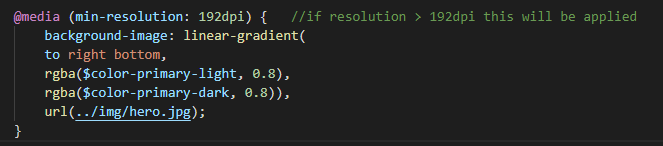 @media (min-resolution: 192dpi) {   //if resolution > 192dpi this will be applied
    background-image: linear-gradient(
    to right bottom,
    rgba($color-primary-light, 0.8),
    rgba($color-primary-dark, 0.8)),
    url(../img/hero.jpg);
}